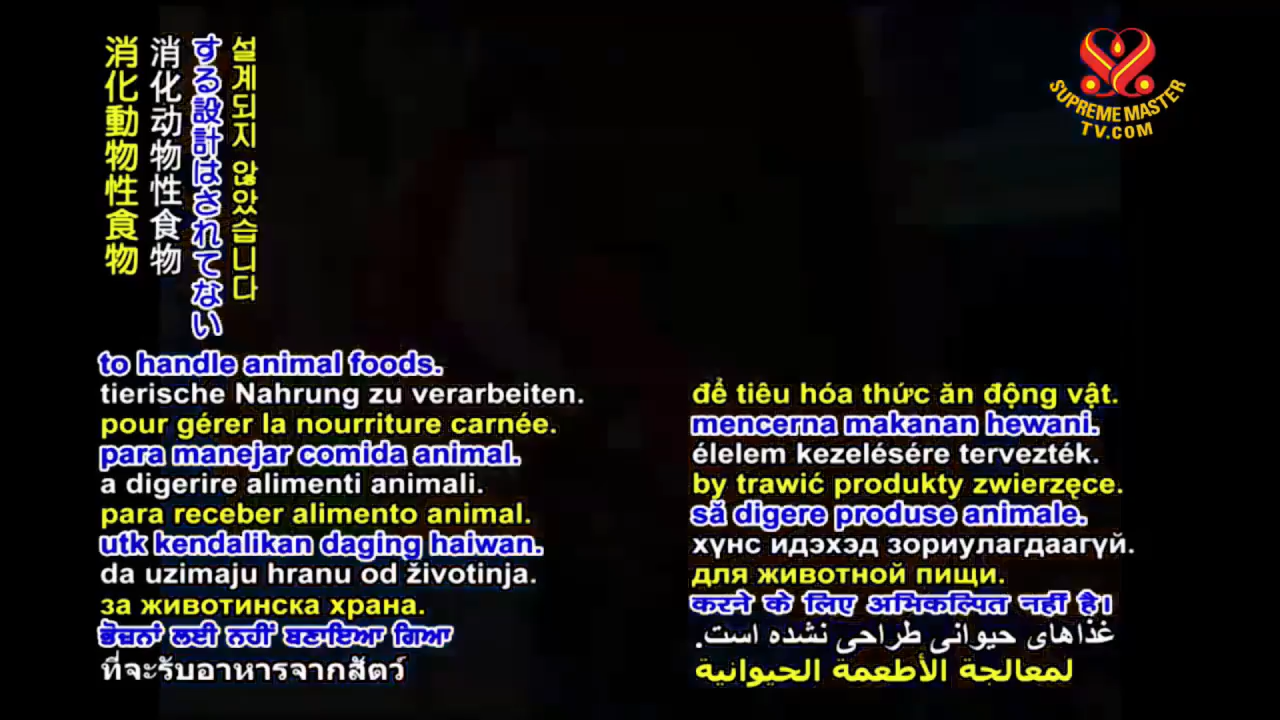 消化動物性食物
消化动物性食物
する設計はされてない
설계되지 않았습니다
SUPREME MASTER
TV.COM
to handle animal foods.
tierische Nahrung zu verarbeiten.
pour gérer la nourriture carnée.
para manejar comida animal.
a digerire alimenti animali.
para receber alimento animal.
utk kendalikan daging haiwan.
da uzimaju hranu od životinja.
за животинска храна.
ਭੋਜ਼ਨਾਂ ਲਈ ਨਹੀਂ ਬਣਾਇਆ ਗਿਆ
ที่จะรับอาหารจากสัตว์
để tiêu hóa thức ăn động vật.
mencerna makanan hewani.
élelem kezelésére tervezték.
by trawić produkty zwierzęce.
să digere produse animale.
хүнс идэхэд зориулагдаагүй.
для животной пищи.
करने के लिए अभिकल्पित नहीं है।
غذاهای حیوانی طراحی نشده است.
لمعالجة الأطعمة الحيوانية